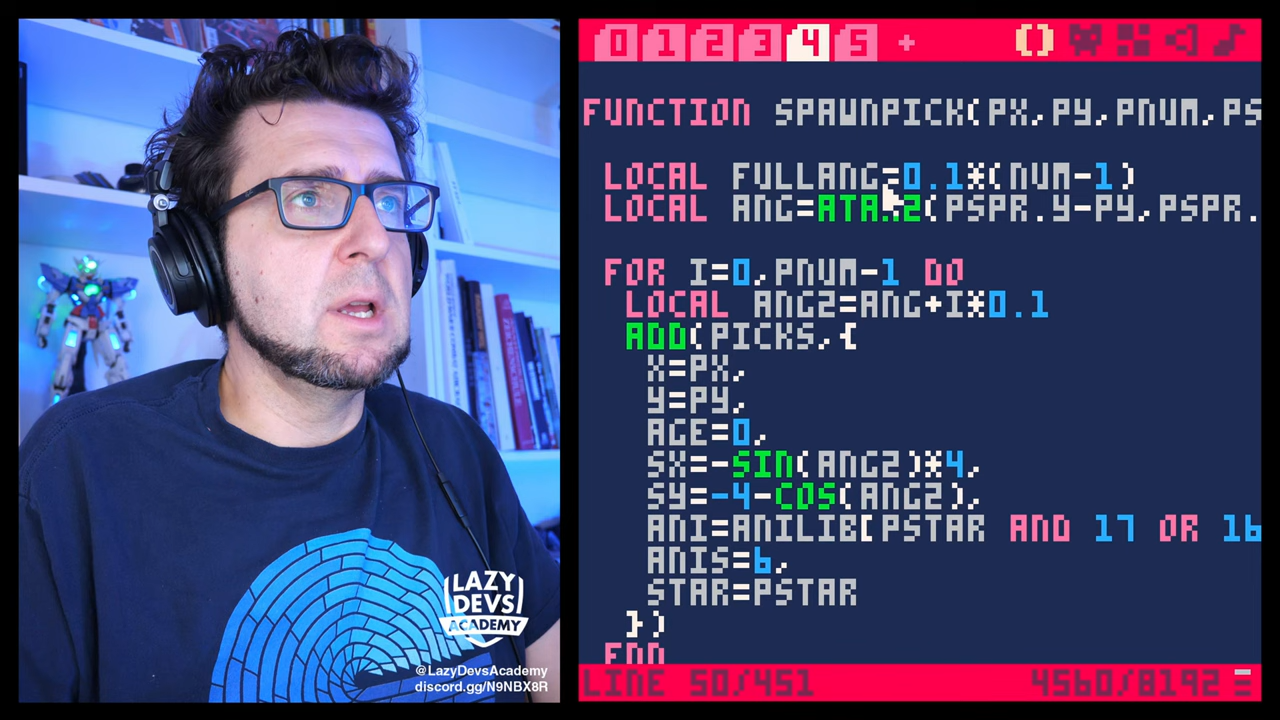 LAZY
DEVS
ACADEMY
@LazyDevsAcademy
discord.gg/N9NBX8R
0 1 2 3 4 5 +
FUNCTION SPAWNPICK(PX,PY,PNUM,PS
LOCAL FULLANG=0.1*(NUM-1)
LOCAL ANG=(PSPR.Y-PY,PSPR.
FOR I=0,PNUM-1 DO
LOCAL ANG2=ANG+I*0.1
ADD(PICKS,{
X=PX,
Y=PY,
AGE=0,
SX=-SIN(ANG2)*4,
SY=-4-COS(ANG2),
ANI=ANILIB[PSTAR AND 17 OR 16
ANIS=6,
STAR=PSTAR
})
END
LINE 50/451
4560/8192